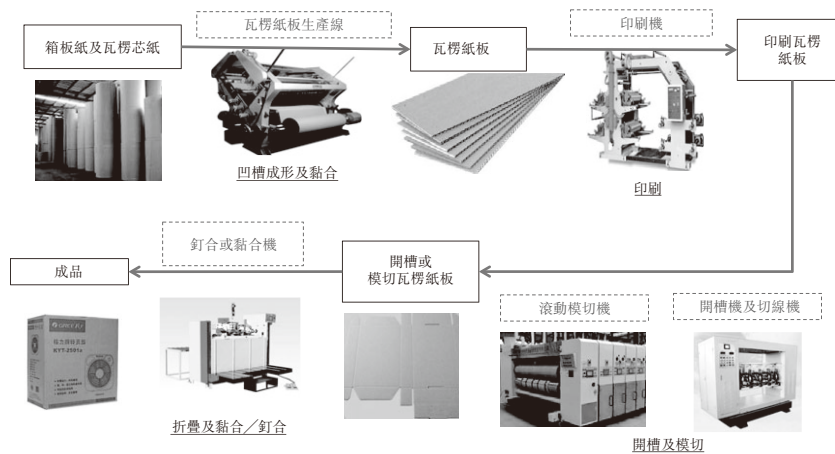 瓦楞紙板生產線
印刷機
箱板紙及瓦楞芯紙
瓦楞紙板
印刷瓦楞
紙板
凹槽成形及黏合
印刷
釘合或黏合機
開槽或
模切瓦楞紙板
成品
滾動模切機
開槽機及切線機
KYT-2501a
折疊及黏合／釘合
開槽及模切